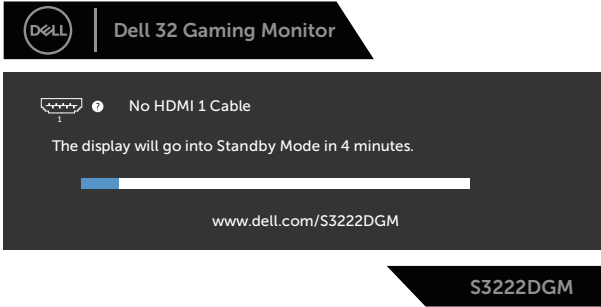 DELL
Dell 32 Gaming Monitor
No HDMI 1 Cable
?
1
The display will go into Standby Mode in 4 minutes.
www.dell.com/S3222DGM
S3222DGM